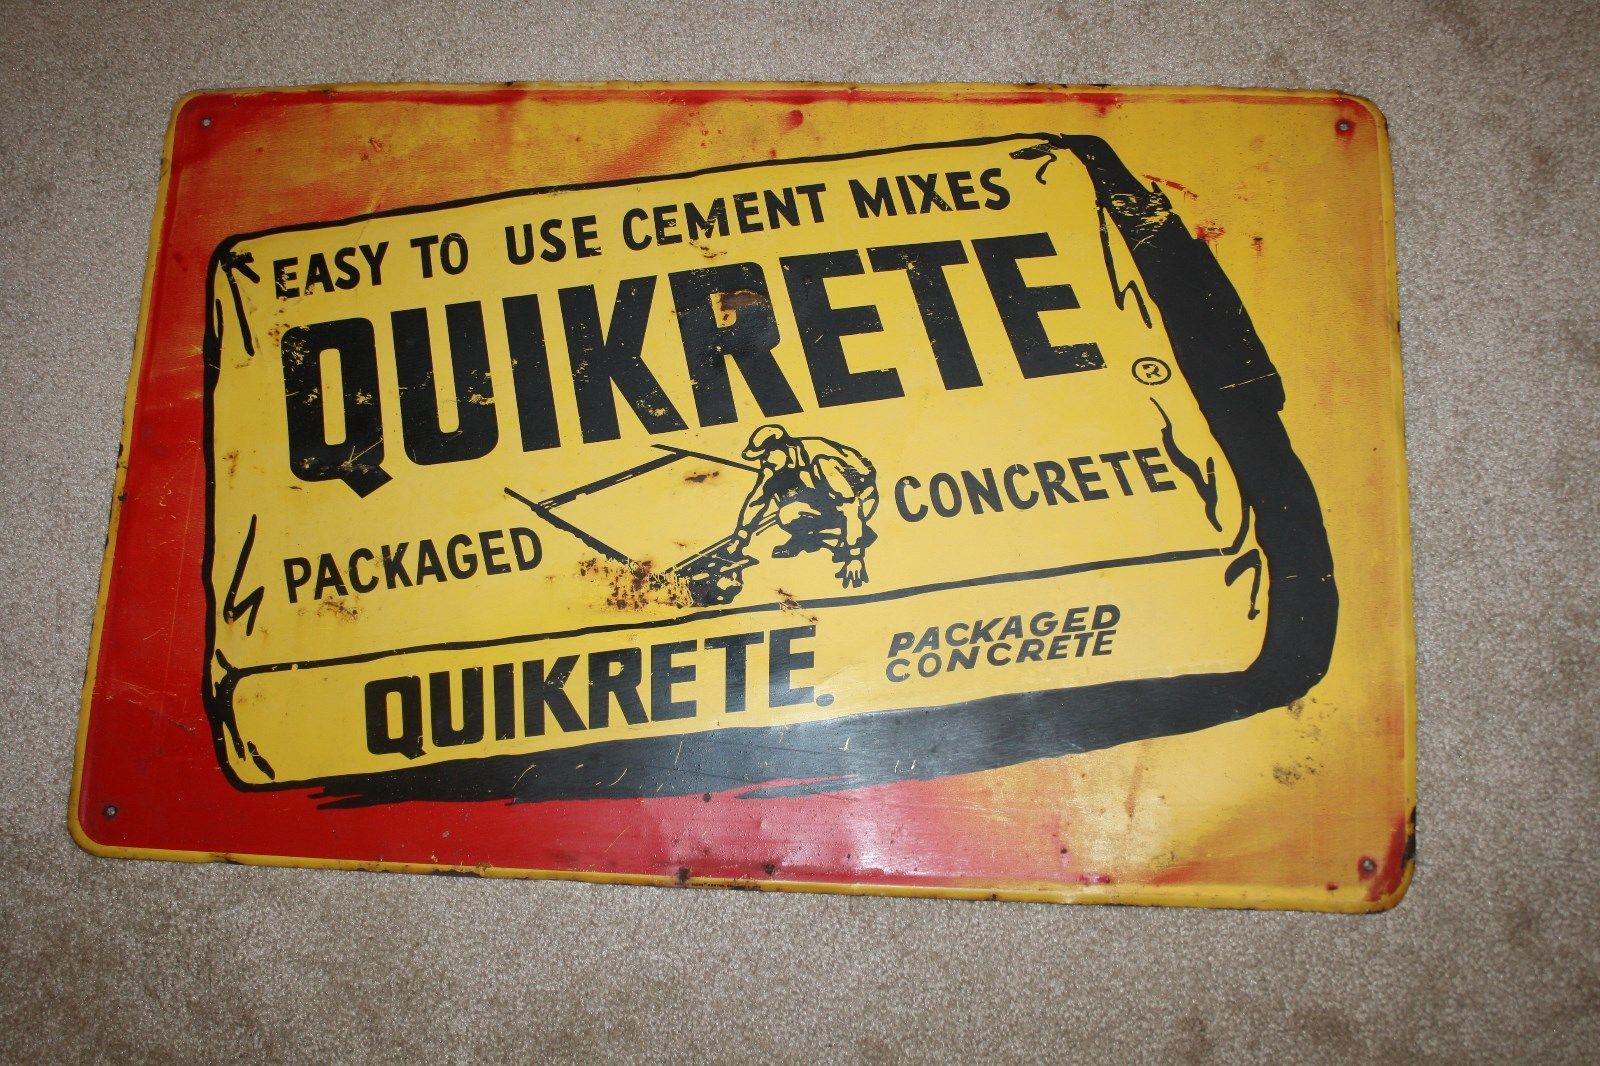 EASY TO USE CEMENT MIXES
QUIKRETE
®
PACKAGED CONCRETE
QUIKRETE. PACKAGED
CONCRETE